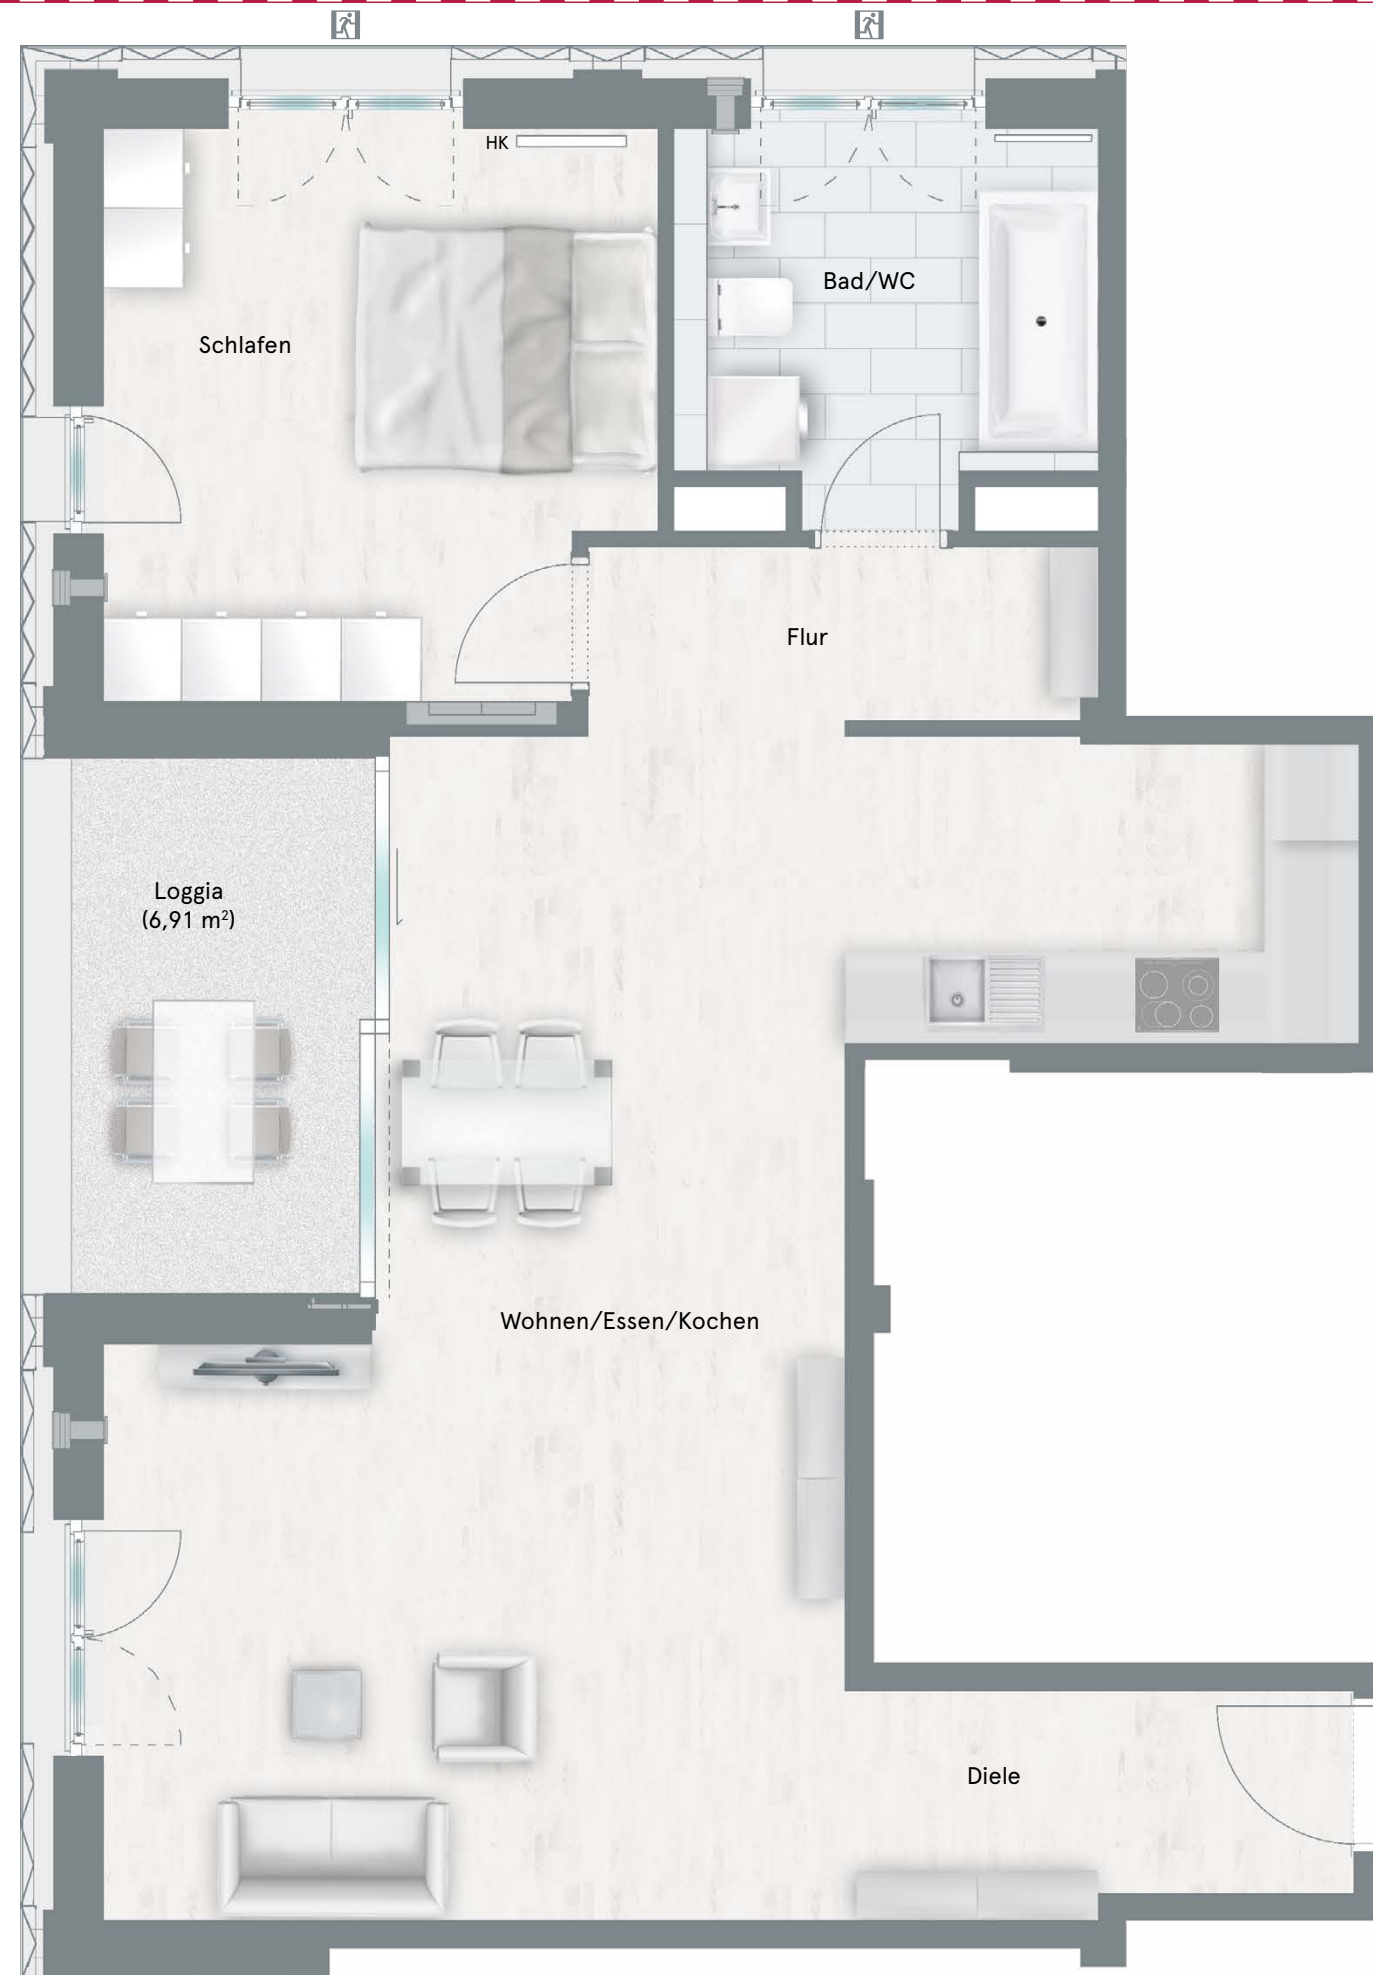 HK
Bad/WC
Schlafen
Flur
Loggia
(6,91 m²)
Wohnen/Essen/Kochen
Diele